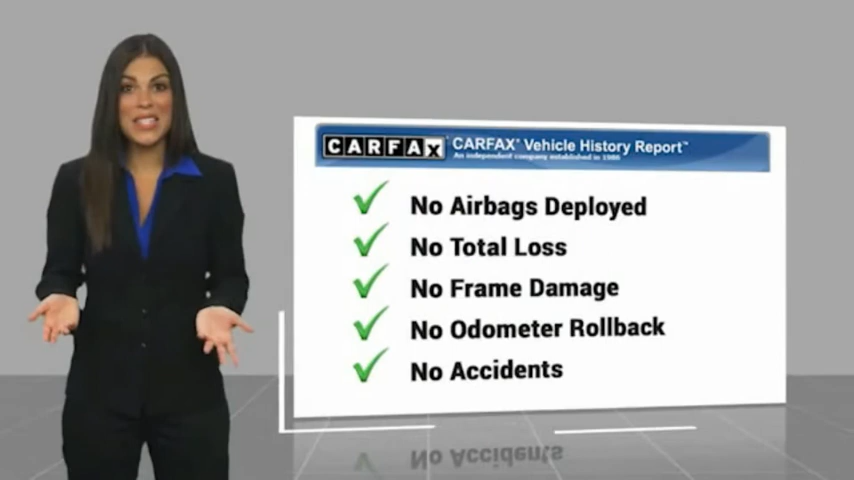 CARFAX CARFAX® Vehicle History Report™
An independent company established in 1986
No Airbags Deployed
No Total Loss
No Frame Damage
No Odometer Rollback
No Accidents
No Accidents